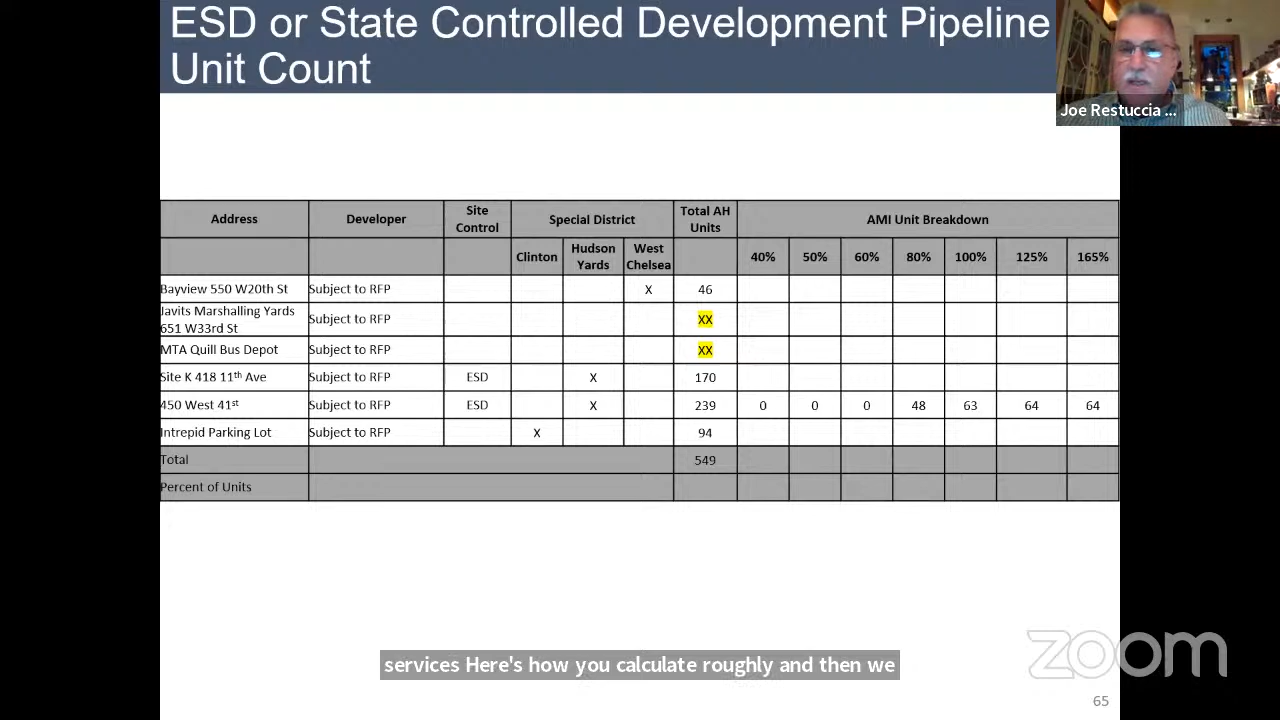 ESD or State Controlled Development Pipeline
Unit Count
Joe Restuccia ...
Address Developer Site Control Special District Total AH Units AMI Unit Breakdown
Clinton Hudson Yards West Chelsea 40% 50% 60% 80% 100% 125% 165%
Bayview 550 W20th St Subject to RFP X 46
Javits Marshalling Yards 651 W33rd St Subject to RFP XX
MTA Quill Bus Depot Subject to RFP XX
Site K 418 11th Ave Subject to RFP ESD X 170
450 West 41st Subject to RFP ESD X 239 0 0 0 48 63 64 64
Intrepid Parking Lot Subject to RFP X 94
Total 549
Percent of Units
services Here's how you calculate roughly and then we
zoom
65